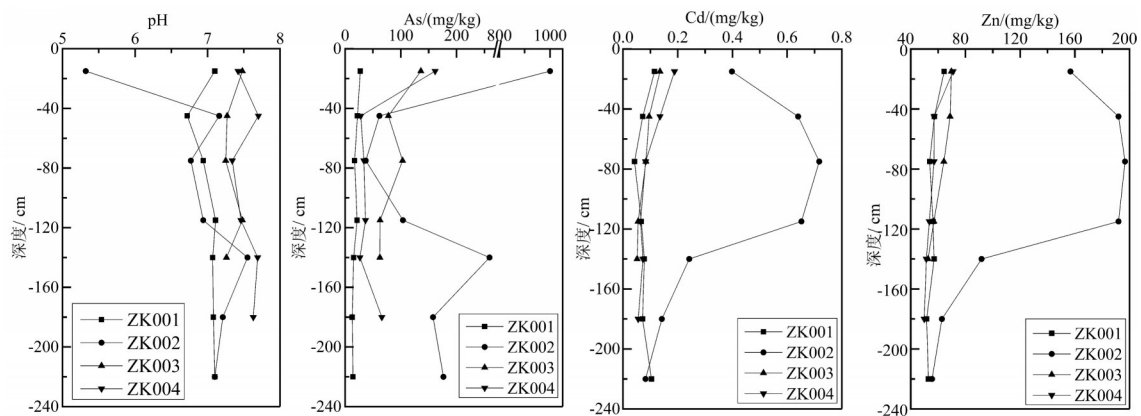 pH
5 6 7 8
0
-40
-80
-120
-160
-200
-240
深度/ cm
ZK001
ZK002
ZK003
ZK004
As/(mg/kg)
0 100 200 1000
0
-40
-80
-120
-160
-200
-240
深度/ cm
ZK001
ZK002
ZK003
ZK004
Cd/(mg/kg)
0.0 0.2 0.4 0.6 0.8
0
-40
-80
-120
-160
-200
-240
深度/ cm
ZK001
ZK002
ZK003
ZK004
Zn/(mg/kg)
40 80 120 160 200
0
-40
-80
-120
-160
-200
-240
深度/ cm
ZK001
ZK002
ZK003
ZK004